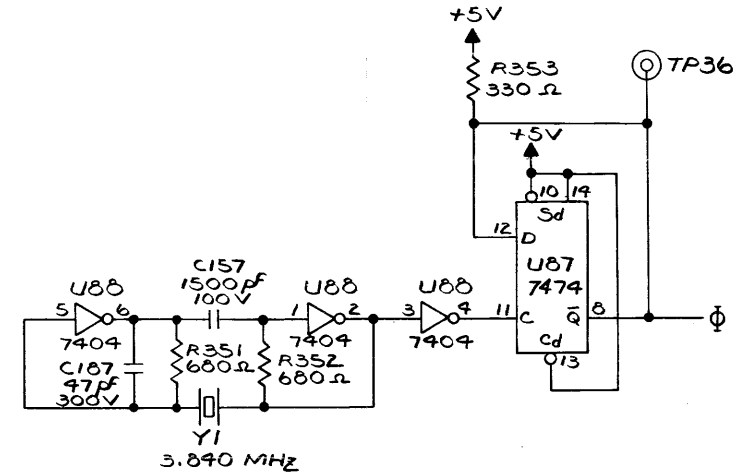 +5V
R353
330 Ω
TP36
+5V
10 14
Sd
12 D
U87
7474
11 C
Q̅ 8
Φ
Cd
13
U88
5 6
7404
C157
1500pf
100V
U88
1 2
7404
U88
3 4
7404
C187
47pf
300V
R351
680Ω
R352
680Ω
Y1
3.840 MHz